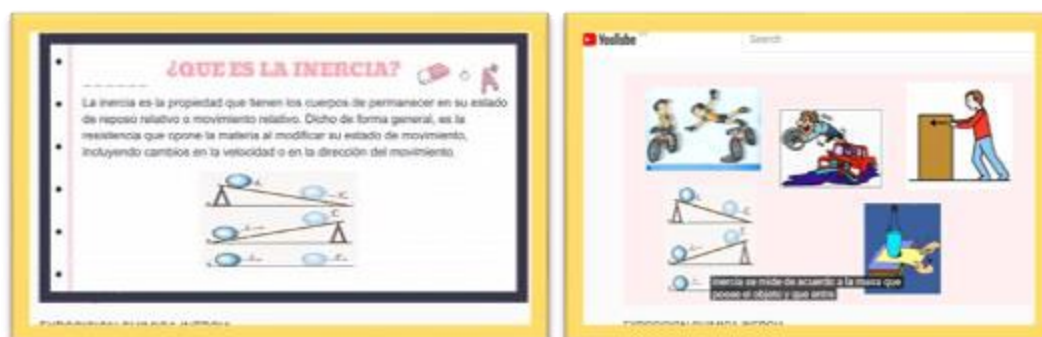 ¿QUE ES LA INERCIA?
La inercia es la propiedad que tienen los cuerpos de permanecer en su estado
de reposo relativo o movimiento relativo. Dicho de forma general, es la
resistencia que opone la materia al modificar su estado de movimiento,
incluyendo cambios en la velocidad o en la dirección del movimiento.
YouTube
Search
inercia se mide de acuerdo a la masa que
posee el objeto y que entre